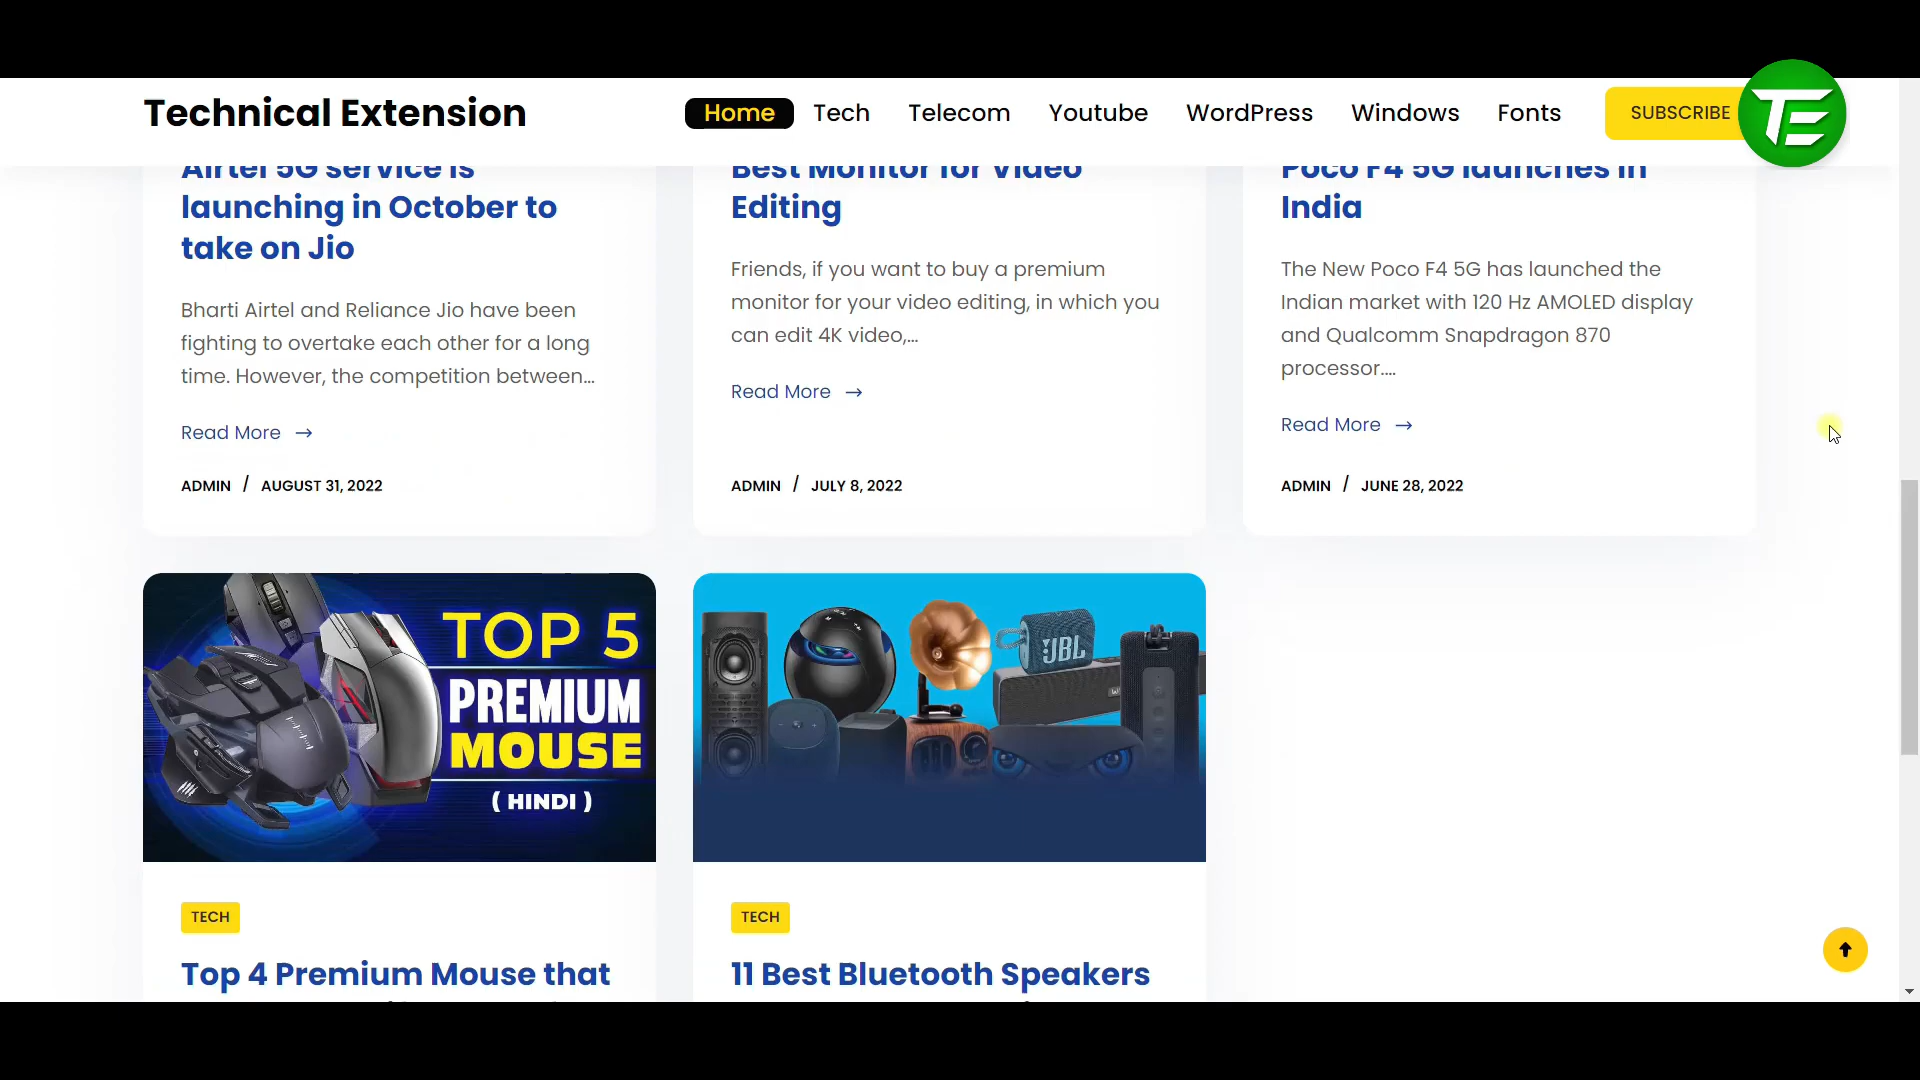 Technical Extension
Home Tech Telecom Youtube WordPress Windows Fonts
SUBSCRIBE
TE
Airtel 5G service is
launching in October to
take on Jio
Bharti Airtel and Reliance Jio have been
fighting to overtake each other for a long
time. However, the competition between...
Read More →
ADMIN / AUGUST 31, 2022
Best Monitor for Video
Editing
Friends, if you want to buy a premium
monitor for your video editing, in which you
can edit 4K video,...
Read More →
ADMIN / JULY 8, 2022
Poco F4 5G launches in
India
The New Poco F4 5G has launched the
Indian market with 120 Hz AMOLED display
and Qualcomm Snapdragon 870
processor....
Read More →
ADMIN / JUNE 28, 2022
TOP 5
PREMIUM
MOUSE
( HINDI )
TECH
Top 4 Premium Mouse that
JBL
TECH
11 Best Bluetooth Speakers